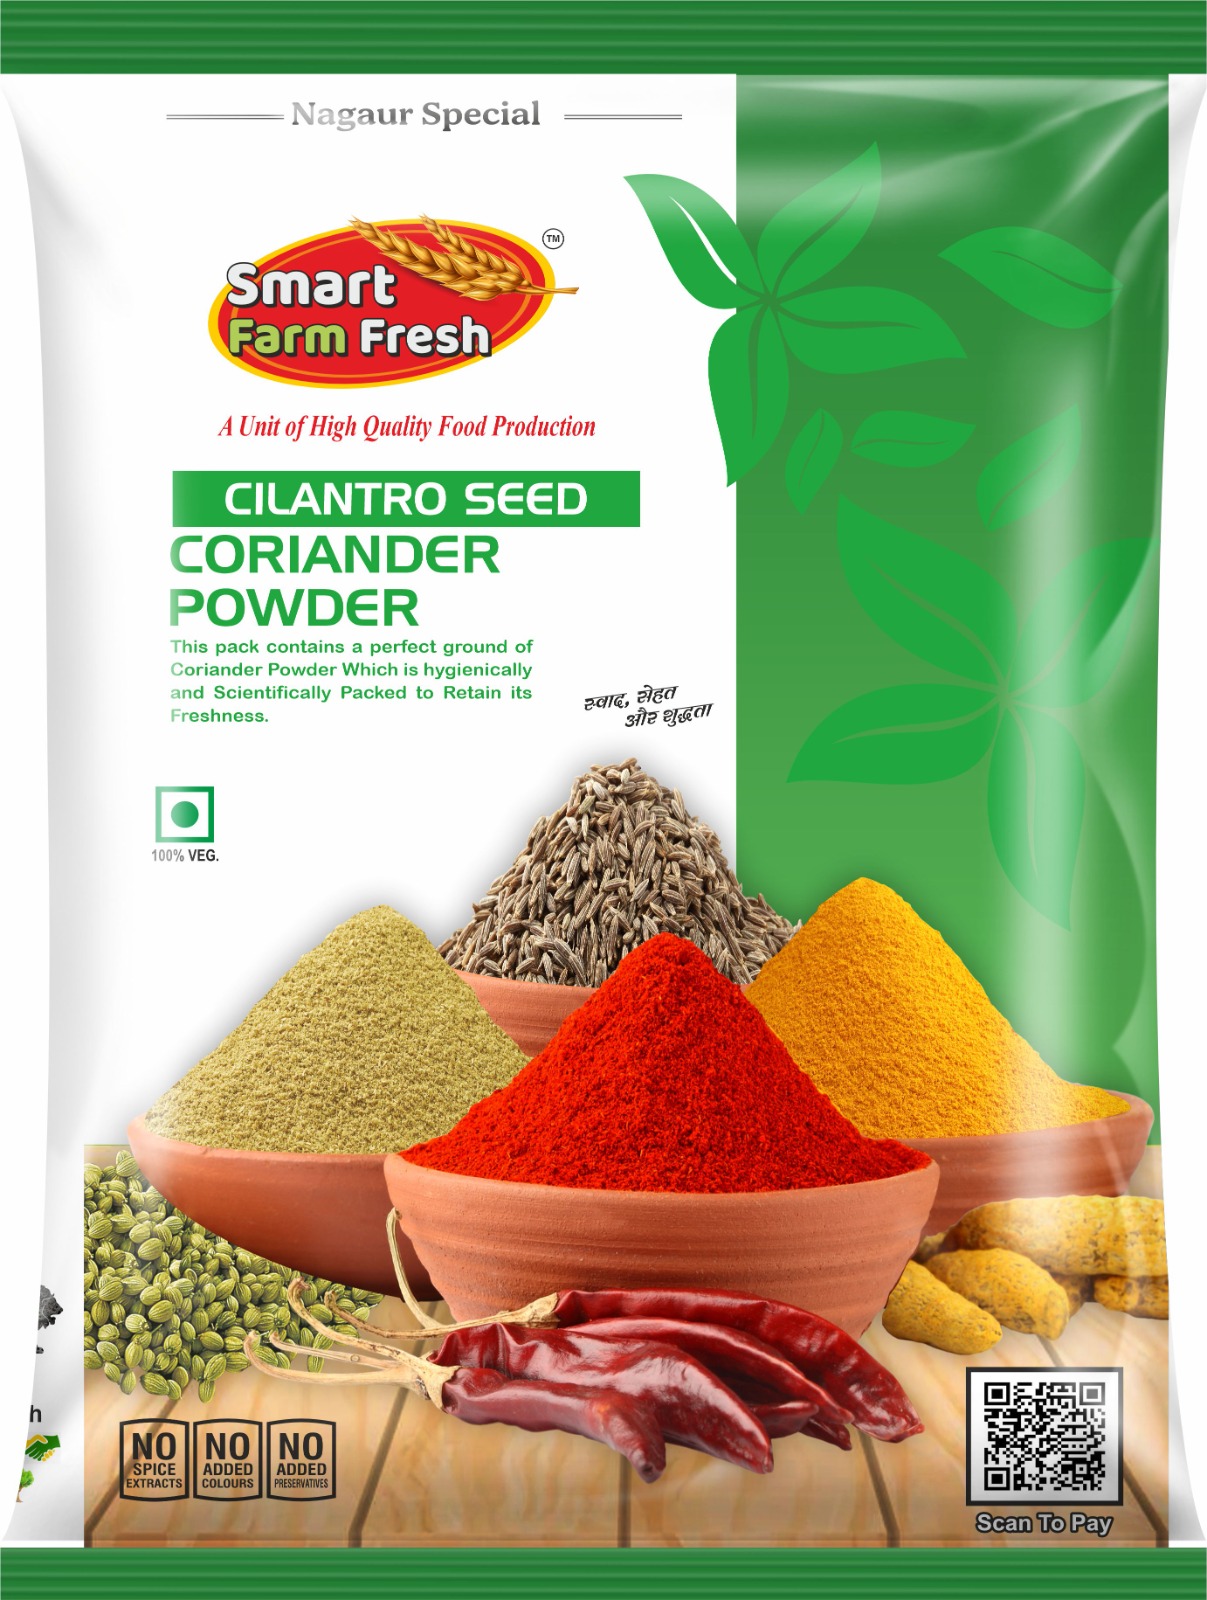 Nagaur Special
TM
Smart
Farm Fresh
A Unit of High Quality Food Production
CILANTRO SEED
CORIANDER
POWDER
This pack contains a perfect ground of
Coriander Powder Which is hygienically
and Scientifically Packed to Retain its
Freshness.
स्वाद, सेहत
और शुद्धता
100% VEG.
h
NO
SPICE
EXTRACTS
NO
ADDED
COLOURS
NO
ADDED
PRESERVATIVES
Scan To Pay